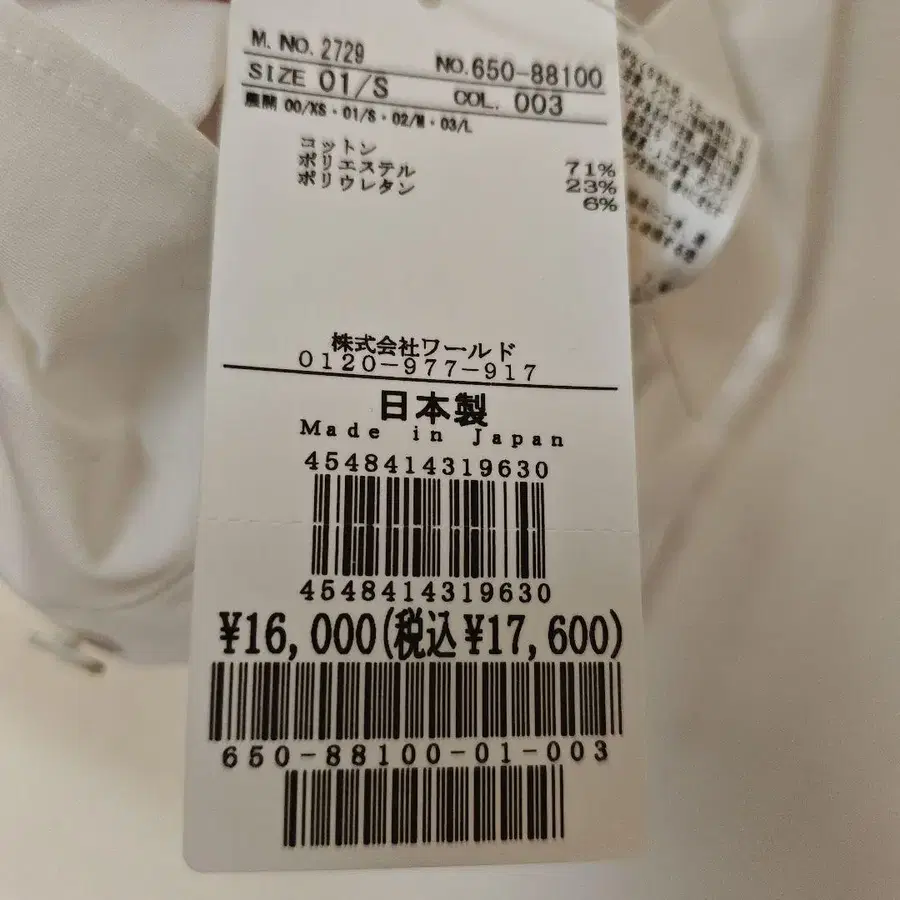 M. NO. 2729
NO.650-88100
SIZE 01/S
COL. 003
展開 00/XS・01/S・02/M・03/L
コットン 71%
ポリエステル 23%
ポリウレタン 6%
株式会社ワールド
0120-977-917
日本製
Made in Japan
4548414319630
4548414319630
¥16,000(税込¥17,600)
650-88100-01-003